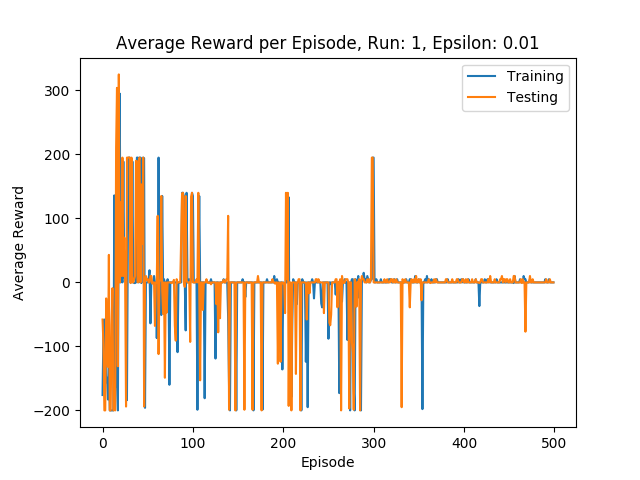 Average Reward per Episode, Run: 1, Epsilon: 0.01
Training
Testing
Average Reward
300
200
100
0
−100
−200
0 100 200 300 400 500
Episode